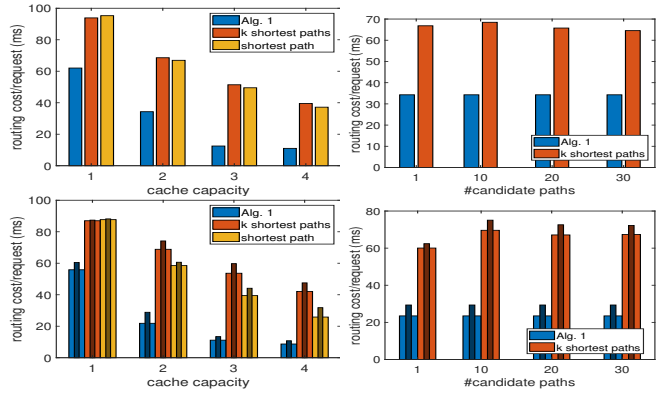 routing cost/request (ms)
100
80
60
40
20
0
Alg. 1
k shortest paths
shortest path
1 2 3 4
cache capacity
routing cost/request (ms)
70
60
50
40
30
20
10
0
Alg. 1
k shortest paths
1 10 20 30
#candidate paths
routing cost/request (ms)
100
80
60
40
20
0
Alg. 1
k shortest paths
shortest path
1 2 3 4
cache capacity
routing cost/request (ms)
80
60
40
20
0
Alg. 1
k shortest paths
1 10 20 30
#candidate paths